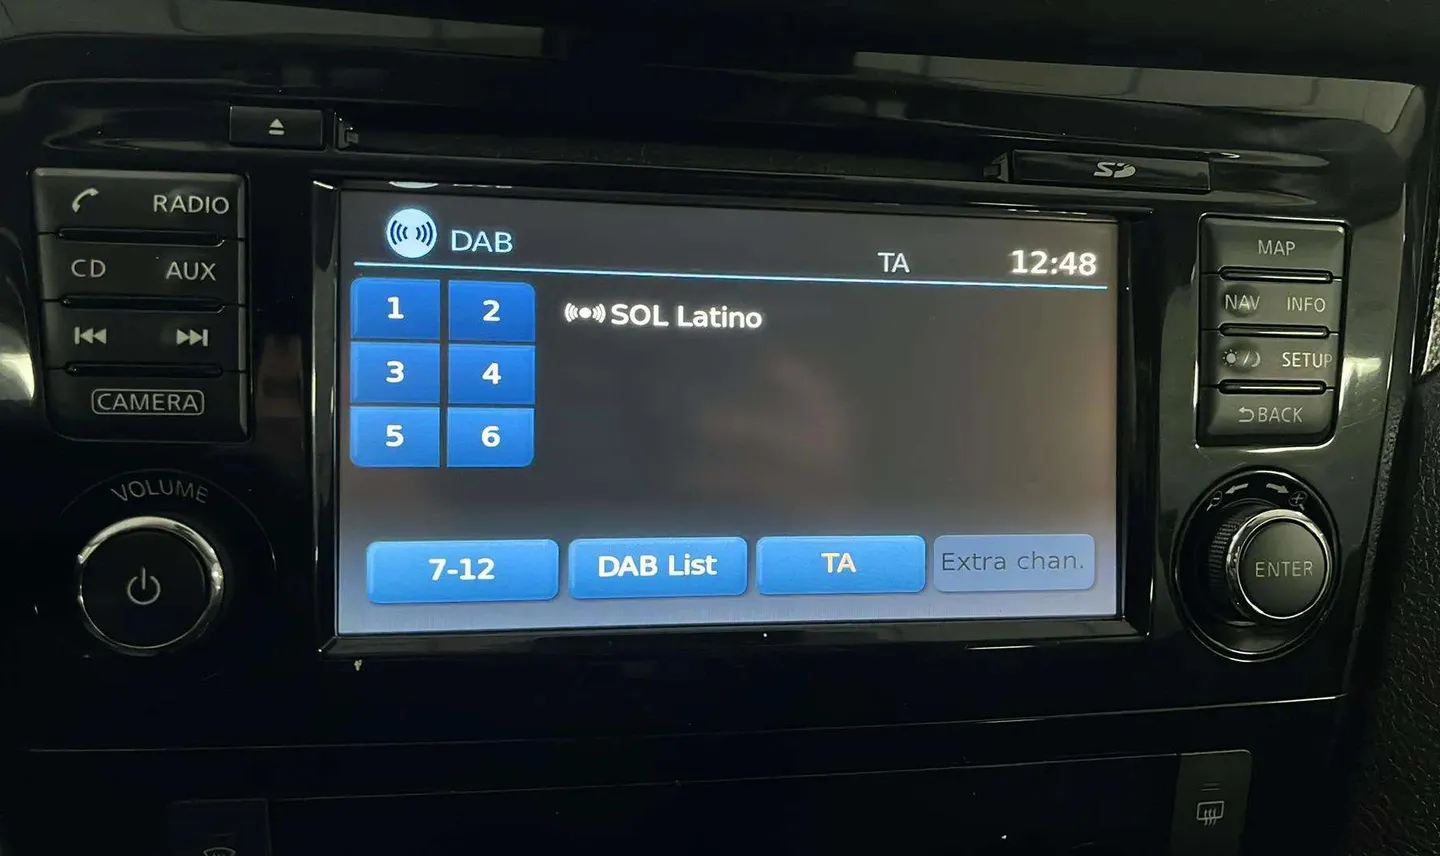 RADIO
CD AUX
CAMERA
VOLUME
DAB
TA 12:48
1 2
3 4
5 6
SOL Latino
7-12 DAB List TA Extra chan.
SD
MAP
NAV INFO
SETUP
BACK
ENTER